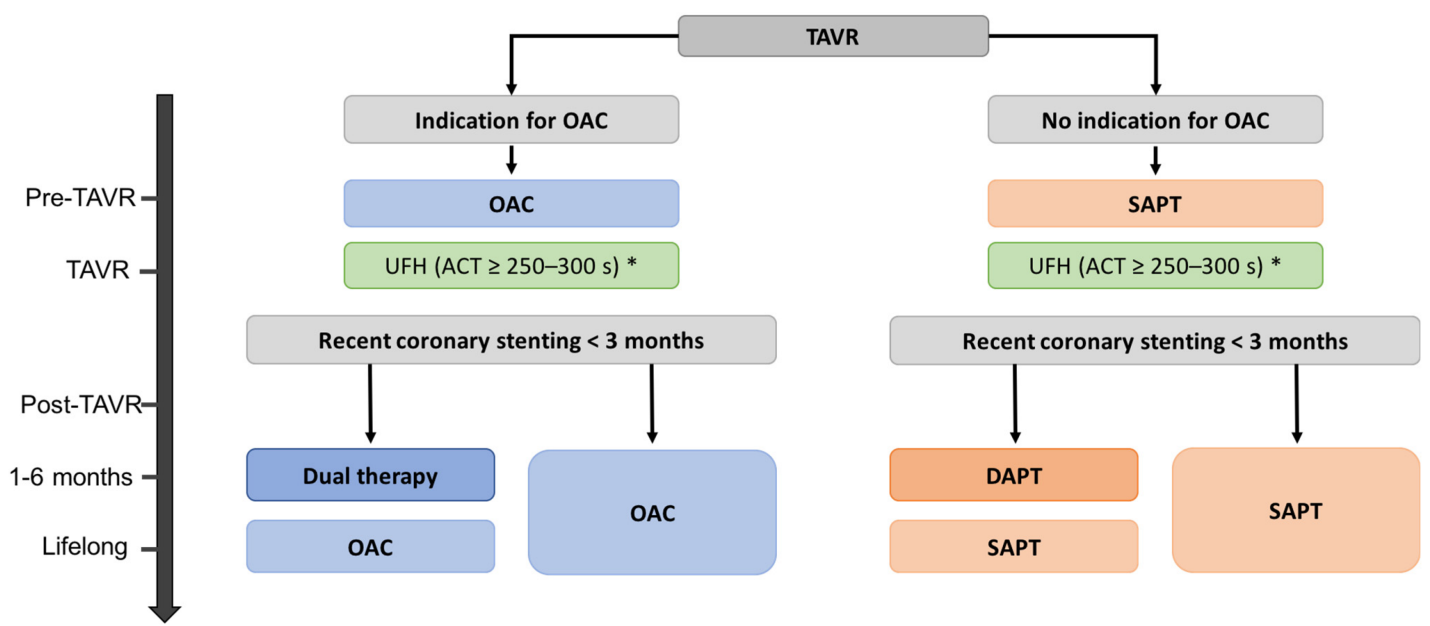 TAVR
Indication for OAC
No indication for OAC
Pre-TAVR
OAC
SAPT
TAVR
UFH (ACT ≥ 250–300 s) *
UFH (ACT ≥ 250–300 s) *
Recent coronary stenting < 3 months
Recent coronary stenting < 3 months
Post-TAVR
1-6 months
Dual therapy
OAC
DAPT
SAPT
Lifelong
OAC
SAPT